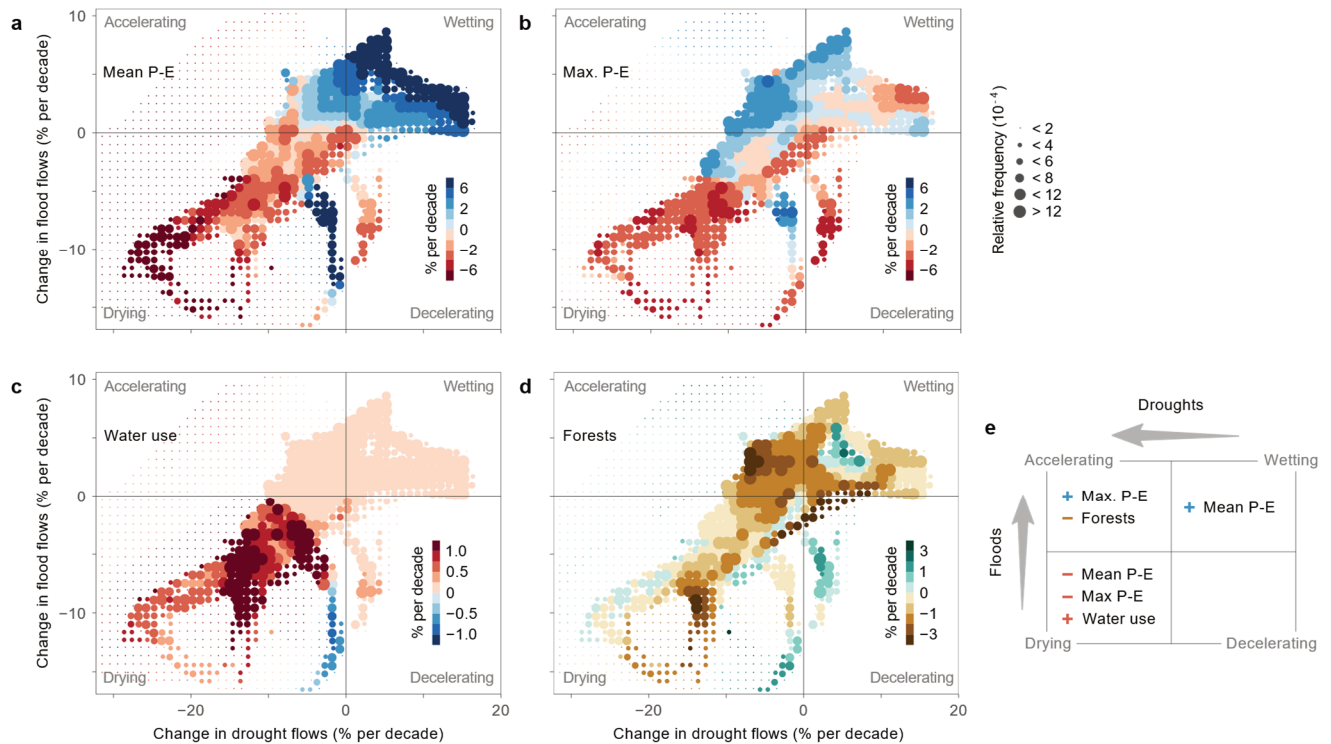 a
10
Accelerating
Wetting
Mean P-E
0
−10
Drying
Decelerating
Change in flood flows (% per decade)
% per decade
6
2
0
−2
−6
b
Accelerating
Wetting
Max. P-E
Drying
Decelerating
% per decade
6
2
0
−2
−6
Relative frequency (10⁻⁴)
< 2
< 4
< 6
< 8
< 12
> 12
c
10
Accelerating
Wetting
Water use
0
−10
Drying
Decelerating
Change in flood flows (% per decade)
% per decade
1.0
0.5
0
−0.5
−1.0
−20
0
Change in drought flows (% per decade)
d
Accelerating
Wetting
Forests
Drying
Decelerating
% per decade
3
1
0
−1
−3
−20
0
20
Change in drought flows (% per decade)
e
Droughts
Accelerating
Wetting
Floods
+ Max. P-E
− Forests
+ Mean P-E
− Mean P-E
− Max P-E
+ Water use
Drying
Decelerating